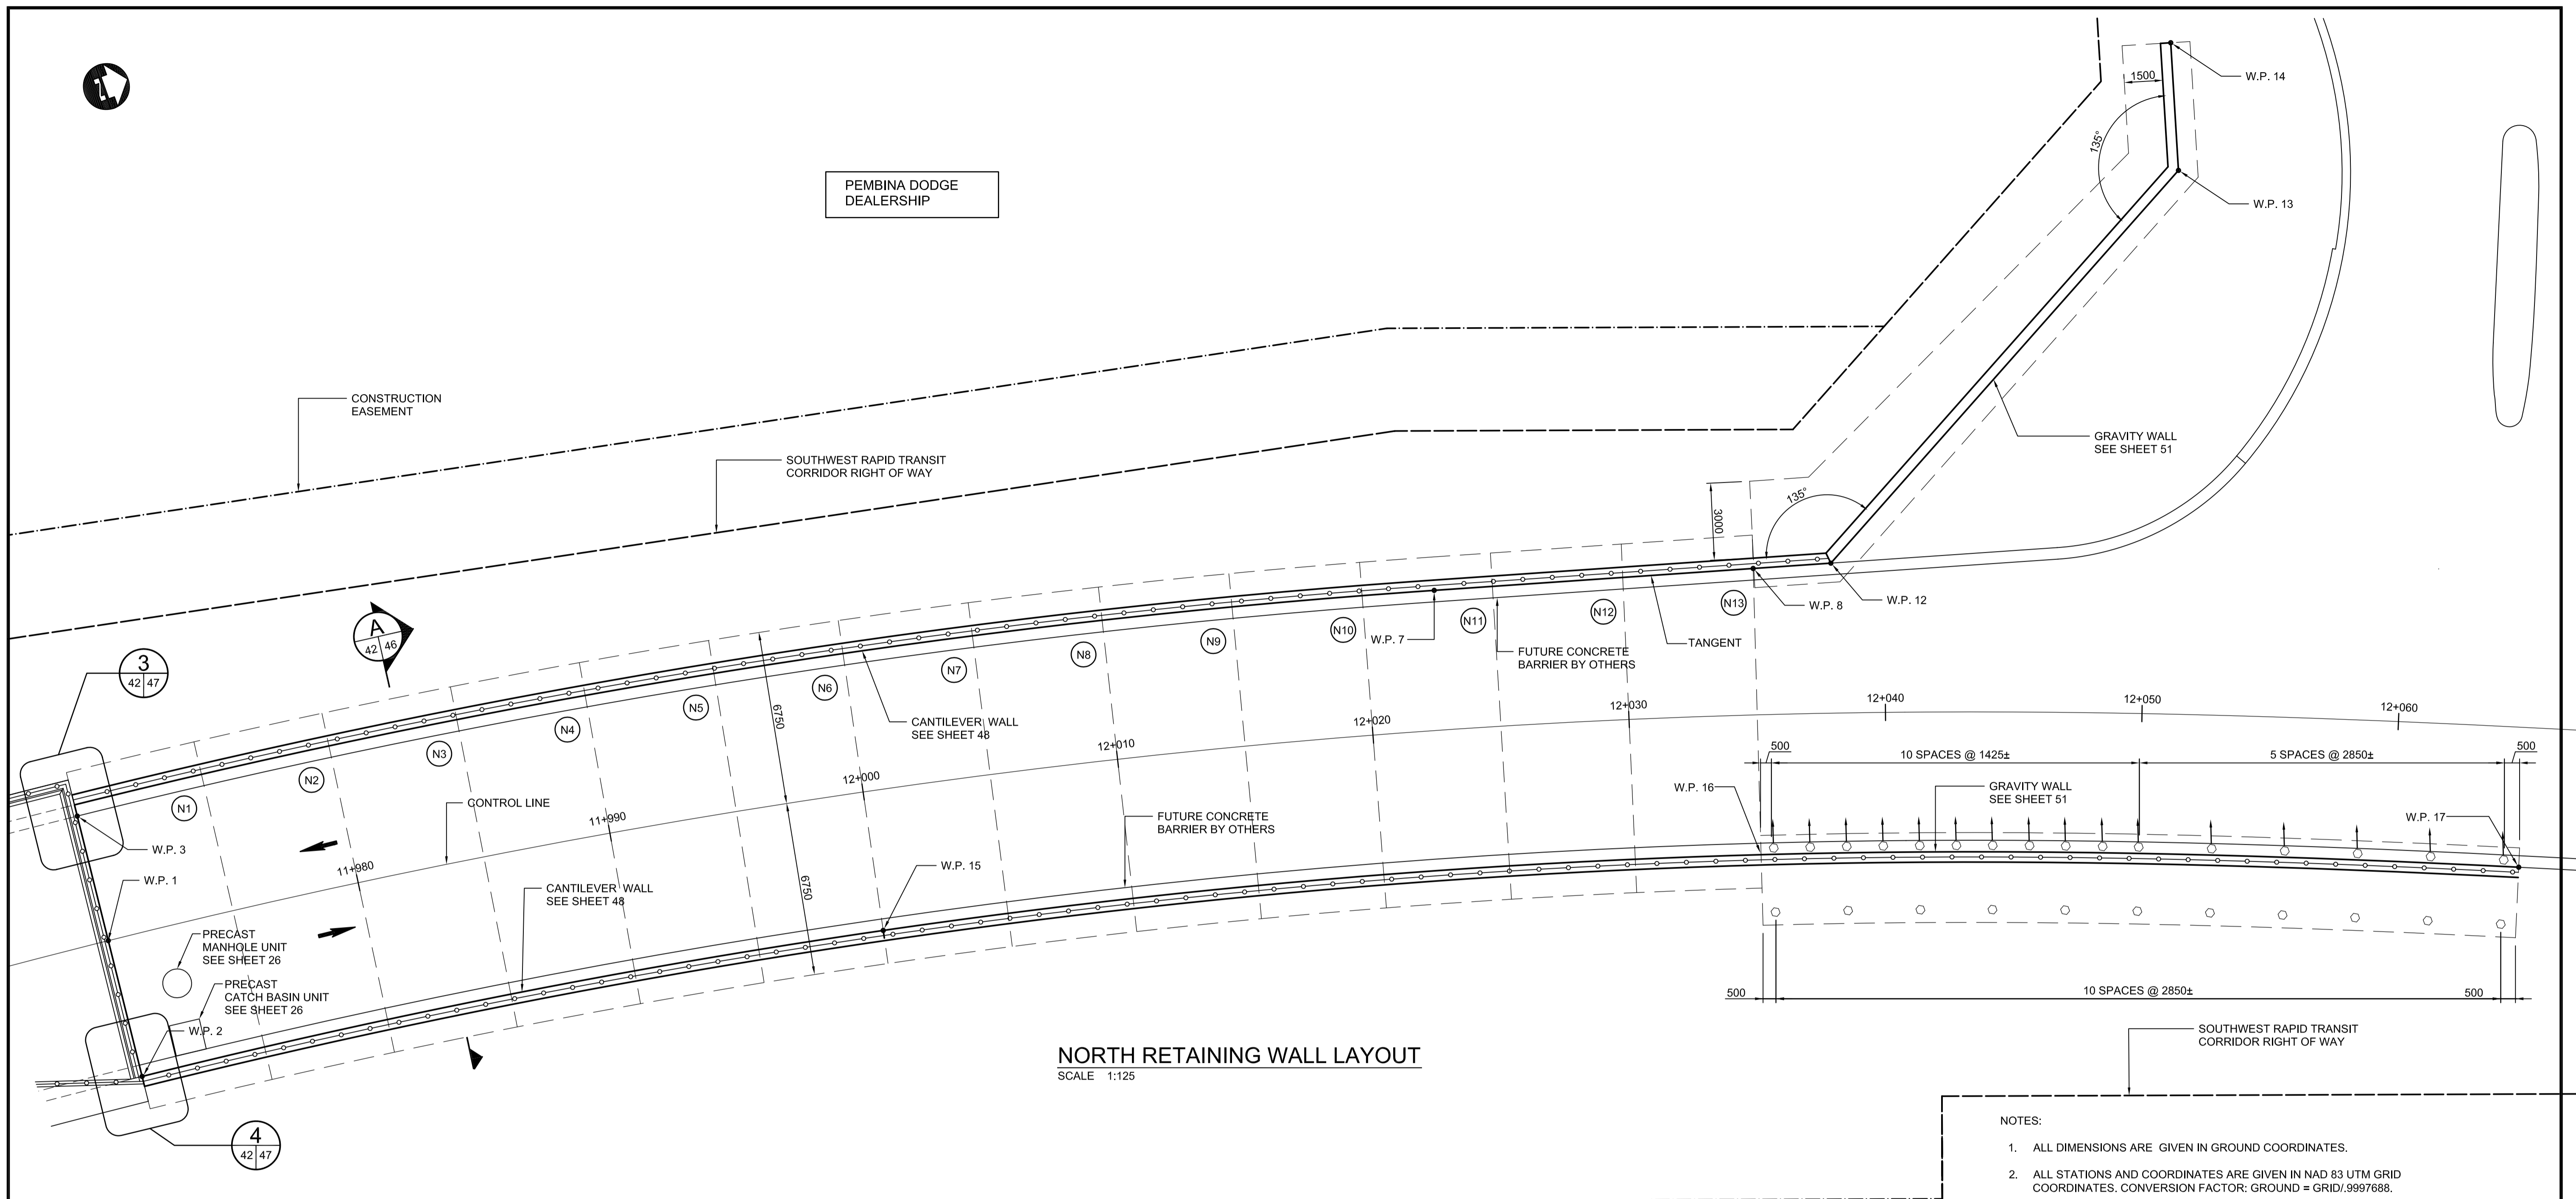 1500
W.P. 14
135°
W.P. 13
PEMBINA DODGE
DEALERSHIP
CONSTRUCTION
EASEMENT
SOUTHWEST RAPID TRANSIT
CORRIDOR RIGHT OF WAY
GRAVITY WALL
SEE SHEET 51
135°
3000
W.P. 8
W.P. 12
A
42 46
3
42 47
N1
N2
N3
N4
N5
N6
N7
N8
N9
N10
N11
N12
N13
W.P. 7
TANGENT
FUTURE CONCRETE
BARRIER BY OTHERS
6750
CANTILEVER WALL
SEE SHEET 48
11+980
11+990
12+000
12+010
12+020
12+030
12+040
12+050
12+060
CONTROL LINE
500
10 SPACES @ 1425±
5 SPACES @ 2850±
500
W.P. 16
GRAVITY WALL
SEE SHEET 51
W.P. 17
FUTURE CONCRETE
BARRIER BY OTHERS
W.P. 3
W.P. 1
W.P. 15
6750
CANTILEVER WALL
SEE SHEET 48
PRECAST
MANHOLE UNIT
SEE SHEET 26
PRECAST
CATCH BASIN UNIT
SEE SHEET 26
W.P. 2
500
10 SPACES @ 2850±
500
4
42 47
NORTH RETAINING WALL LAYOUT
SCALE 1:125
SOUTHWEST RAPID TRANSIT
CORRIDOR RIGHT OF WAY
NOTES:
1. ALL DIMENSIONS ARE GIVEN IN GROUND COORDINATES.
2. ALL STATIONS AND COORDINATES ARE GIVEN IN NAD 83 UTM GRID
COORDINATES. CONVERSION FACTOR: GROUND = GRID/.9997688.